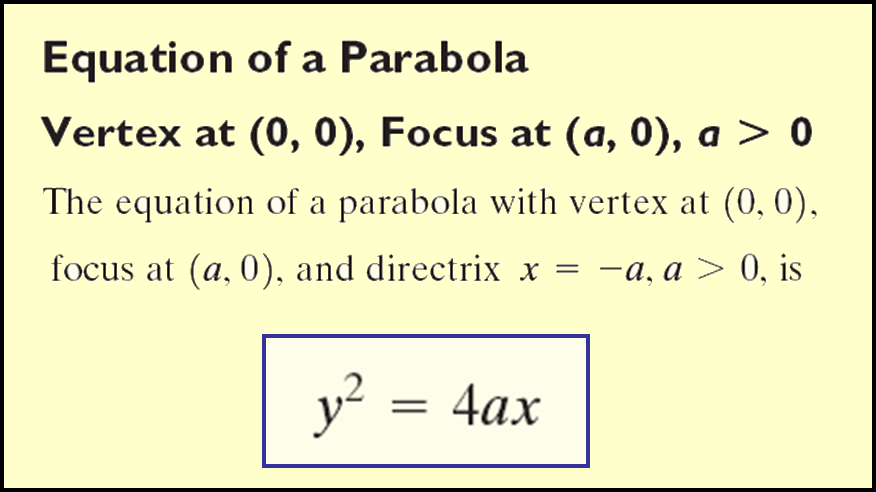 Equation of a Parabola
Vertex at (0, 0), Focus at (a, 0), a > 0
The equation of a parabola with vertex at (0, 0),
focus at (a, 0), and directrix x = −a, a > 0, is
y² = 4ax